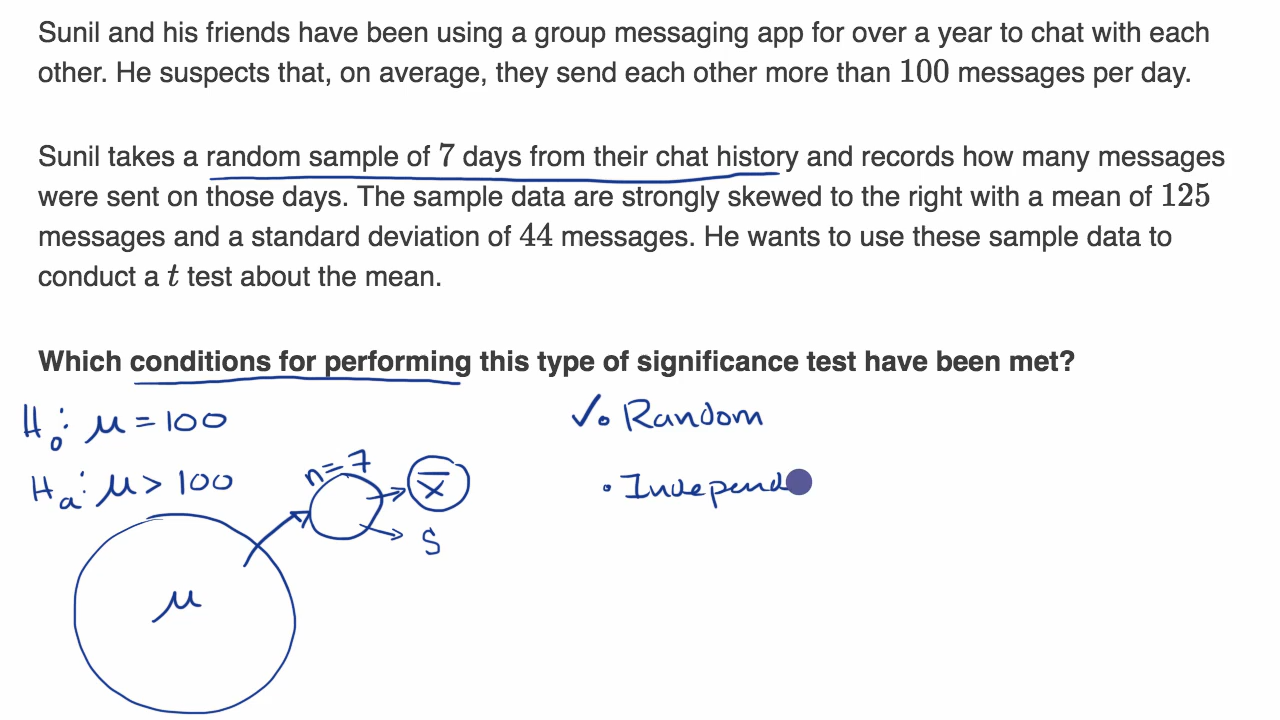 Sunil and his friends have been using a group messaging app for over a year to chat with each
other. He suspects that, on average, they send each other more than 100 messages per day.
Sunil takes a random sample of 7 days from their chat history and records how many messages
were sent on those days. The sample data are strongly skewed to the right with a mean of 125
messages and a standard deviation of 44 messages. He wants to use these sample data to
conduct a t test about the mean.
Which conditions for performing this type of significance test have been met?
H₀: μ = 100
✓• Random
Hₐ: μ > 100
n=7
x̄
• Independ
S
μ